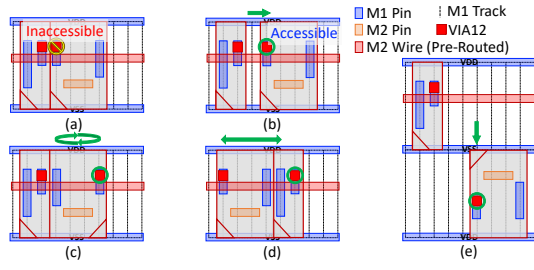 M1 Pin
M1 Track
M2 Pin
VIA12
M2 Wire (Pre-Routed)
Inaccessible
Accessible
VDD
VSS
(a)
(b)
VDD
VSS
VDD
(c)
(d)
(e)